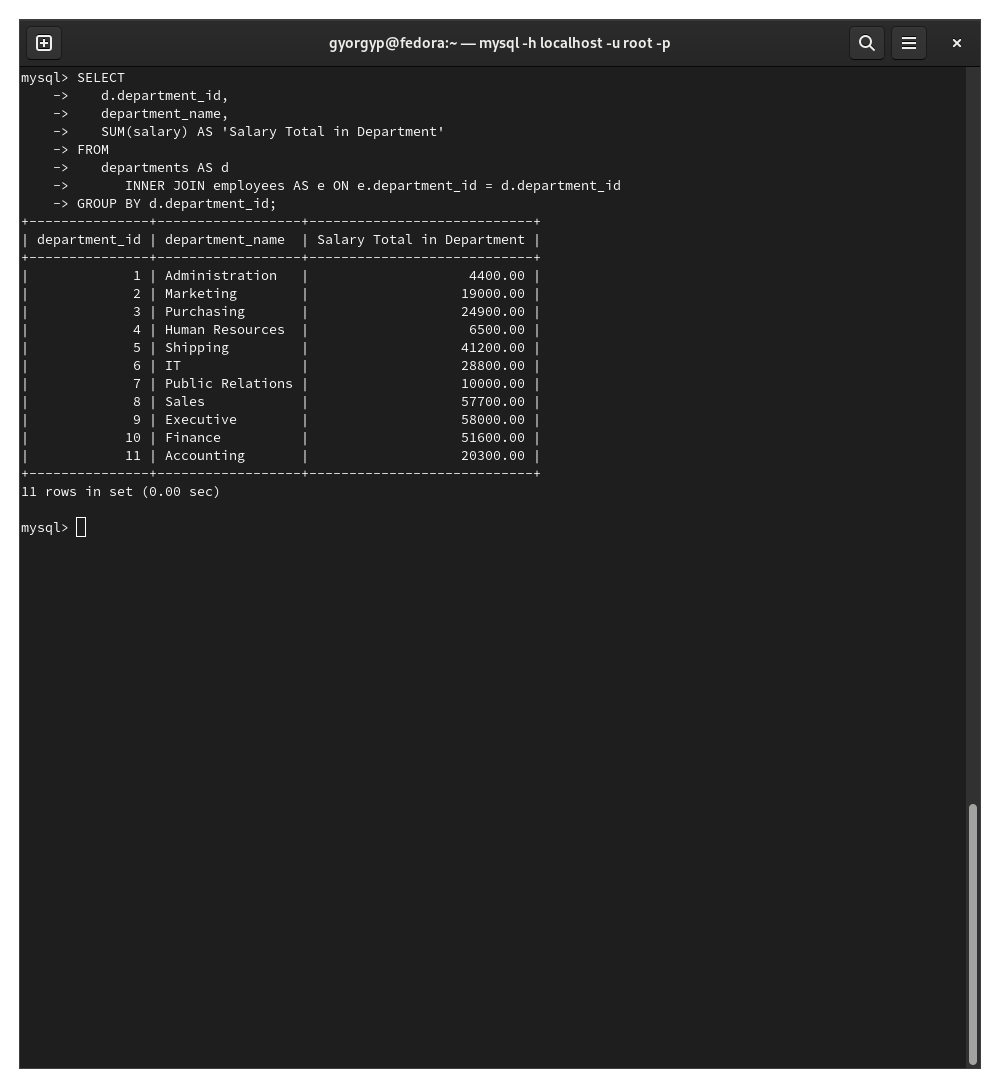 gyorgyp@fedora:~ — mysql -h localhost -u root -p
mysql> SELECT
    ->    d.department_id,
    ->    department_name,
    ->    SUM(salary) AS 'Salary Total in Department'
    -> FROM
    ->    departments AS d
    ->       INNER JOIN employees AS e ON e.department_id = d.department_id
    -> GROUP BY d.department_id;
+---------------+------------------+----------------------------+
| department_id | department_name  | Salary Total in Department |
+---------------+------------------+----------------------------+
|             1 | Administration   |                    4400.00 |
|             2 | Marketing        |                   19000.00 |
|             3 | Purchasing       |                   24900.00 |
|             4 | Human Resources  |                    6500.00 |
|             5 | Shipping         |                   41200.00 |
|             6 | IT               |                   28800.00 |
|             7 | Public Relations |                   10000.00 |
|             8 | Sales            |                   57700.00 |
|             9 | Executive        |                   58000.00 |
|            10 | Finance          |                   51600.00 |
|            11 | Accounting       |                   20300.00 |
+---------------+------------------+----------------------------+
11 rows in set (0.00 sec)
mysql>